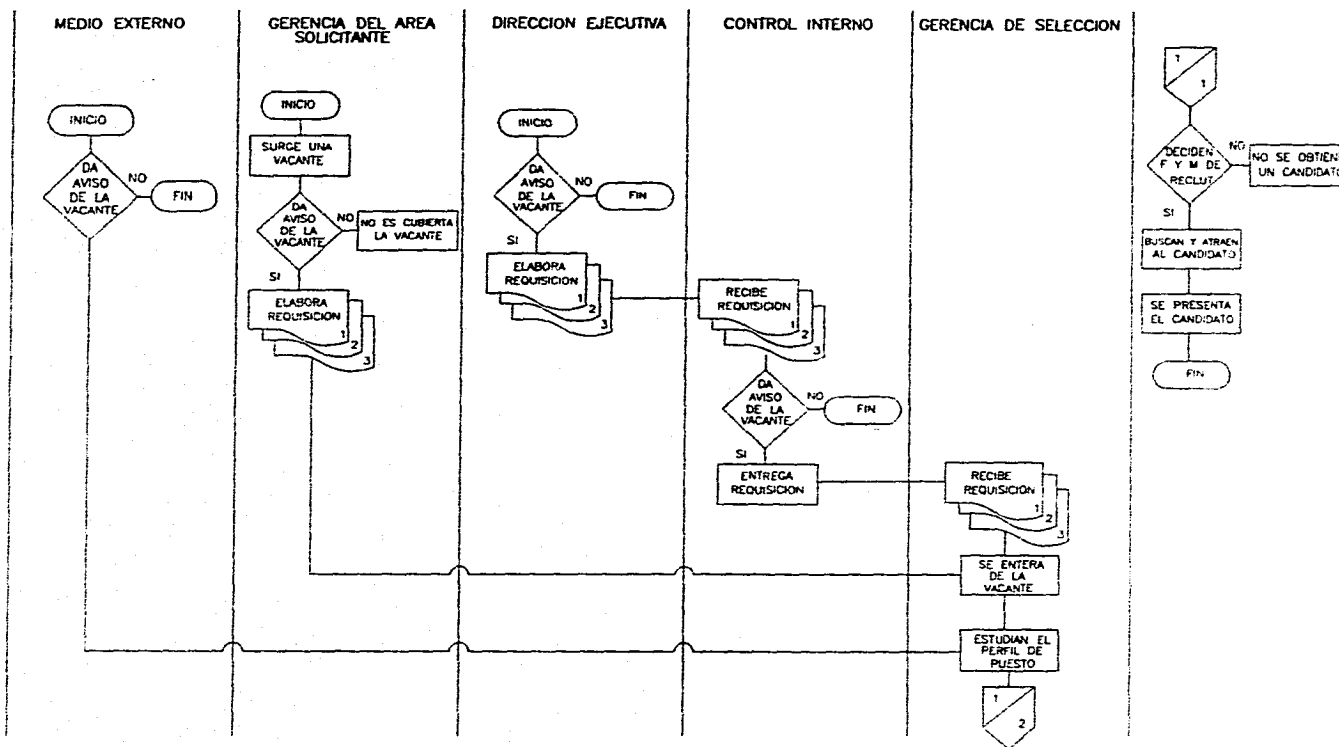 MEDIO EXTERNO
INICIO
DA
AVISO
DE LA
VACANTE
NO
FIN
GERENCIA DEL AREA
SOLICITANTE
INICIO
SURGE UNA
VACANTE
DA
AVISO
DE LA
VACANTE
NO
NO ES CUBIERTA
LA VACANTE
SI
ELABORA
REQUISICION
1
2
3
DIRECCION EJECUTIVA
INICIO
DA
AVISO
DE LA
VACANTE
NO
FIN
SI
ELABORA
REQUISICION
1
2
3
CONTROL INTERNO
RECIBE
REQUISICION
1
2
3
DA
AVISO
DE LA
VACANTE
NO
FIN
SI
ENTREGA
REQUISICION
GERENCIA DE SELECCION
RECIBE
REQUISICION
1
2
3
SE ENTERA
DE LA
VACANTE
ESTUDIAN EL
PERFIL DE
PUESTO
1
2
1
1
DECIDEN
F Y M DE
RECLUT
NO
NO SE OBTIENE
UN CANDIDATO
SI
BUSCAN Y ATRAEN
AL CANDIDATO
SE PRESENTA
EL CANDIDATO
FIN